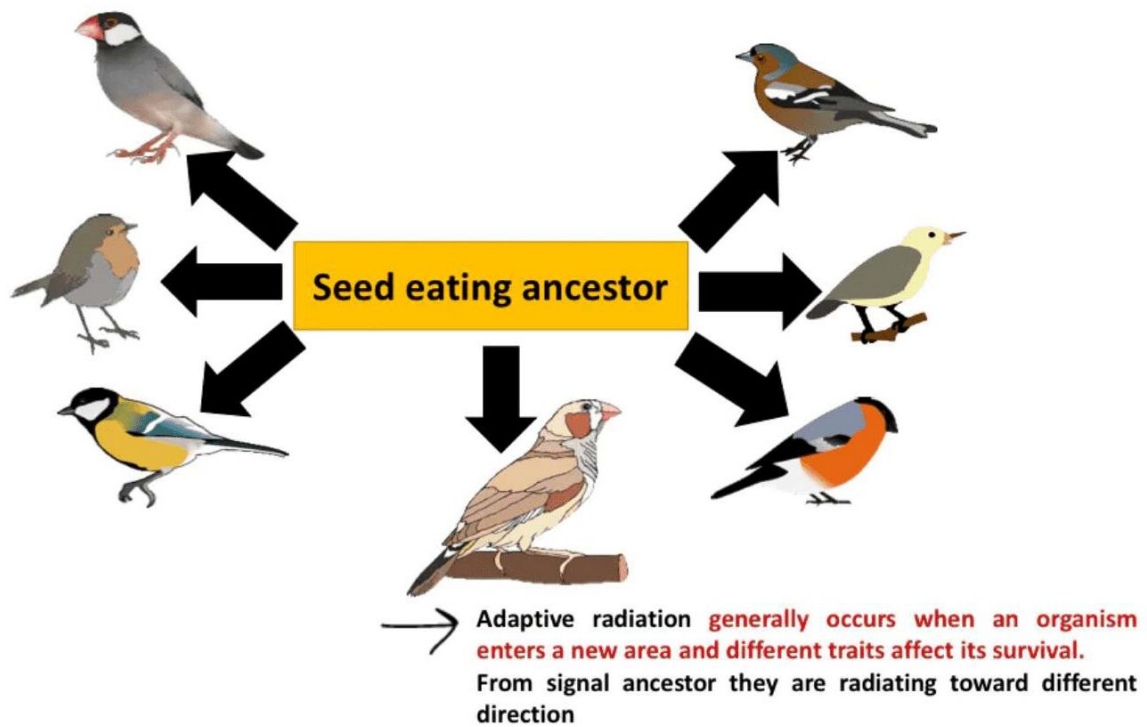 Seed eating ancestor
Adaptive radiation generally occurs when an organism
enters a new area and different traits affect its survival.
From signal ancestor they are radiating toward different
direction